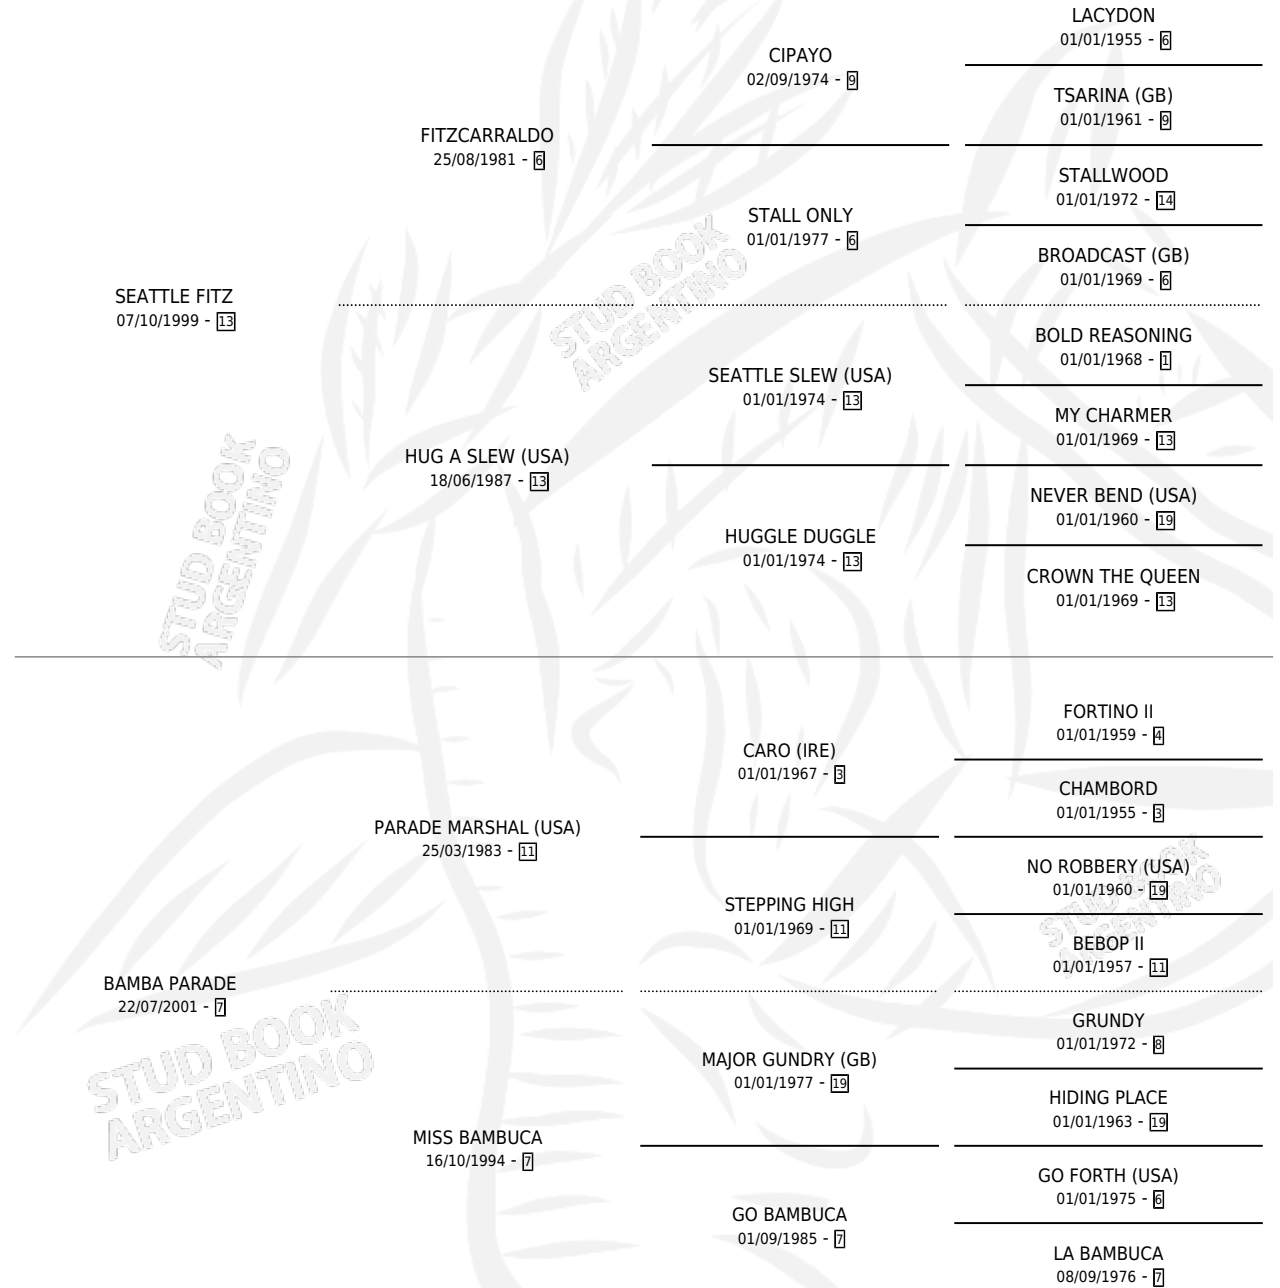 LACYDON
01/01/1955 - 6
CIPAYO
02/09/1974 - 9
TSARINA (GB)
01/01/1961 - 9
FITZCARRALDO
25/08/1981 - 6
STALLWOOD
01/01/1972 - 14
STALL ONLY
01/01/1977 - 6
BROADCAST (GB)
01/01/1969 - 6
SEATTLE FITZ
07/10/1999 - 13
BOLD REASONING
01/01/1968 - 1
SEATTLE SLEW (USA)
01/01/1974 - 13
MY CHARMER
01/01/1969 - 13
HUG A SLEW (USA)
18/06/1987 - 13
NEVER BEND (USA)
01/01/1960 - 19
HUGGLE DUGGLE
01/01/1974 - 13
CROWN THE QUEEN
01/01/1969 - 13
FORTINO II
01/01/1959 - 4
CARO (IRE)
01/01/1967 - 3
CHAMBORD
01/01/1955 - 3
PARADE MARSHAL (USA)
25/03/1983 - 11
NO ROBBERY (USA)
01/01/1960 - 19
STEPPING HIGH
01/01/1969 - 11
BEBOP II
01/01/1957 - 11
BAMBA PARADE
22/07/2001 - 7
GRUNDY
01/01/1972 - 8
MAJOR GUNDRY (GB)
01/01/1977 - 19
HIDING PLACE
01/01/1963 - 19
MISS BAMBUCA
16/10/1994 - 7
GO FORTH (USA)
01/01/1975 - 6
GO BAMBUCA
01/09/1985 - 7
LA BAMBUCA
08/09/1976 - 7
STUD BOOK
ARGENTINO
STUD BOOK
ARGENTINO
STUD BOOK
ARGENTINO
STUD BOOK
ARGENTINO